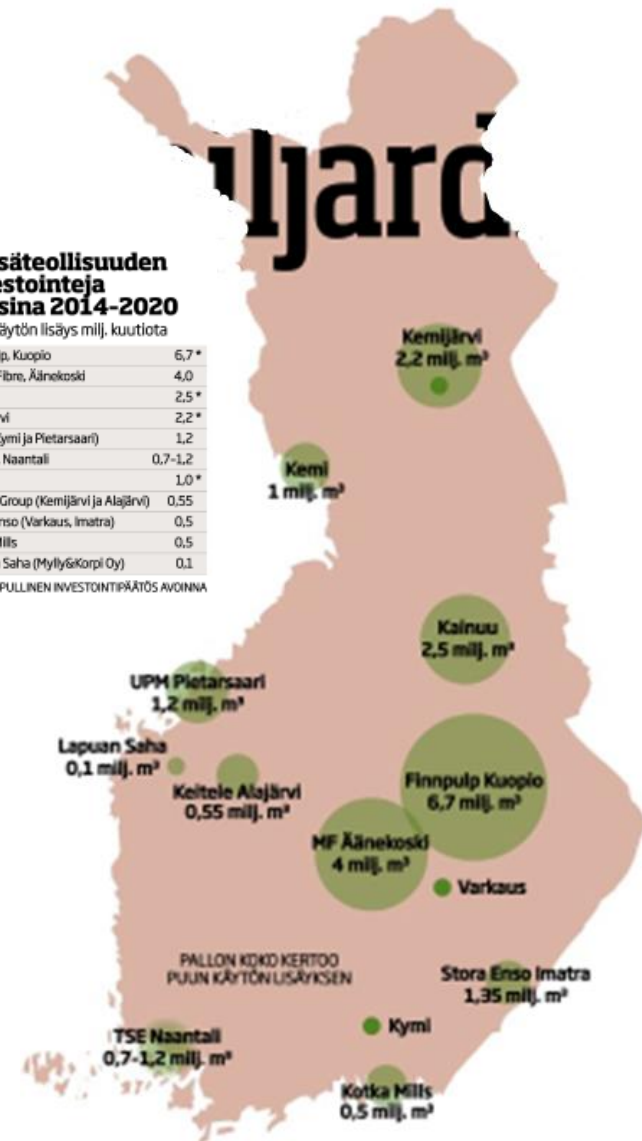 iljard
säteollisuuden
estointeja
sina 2014-2020
äytön lisäys milj. kuutiota
p, Kuopio 6,7 *
Fibre, Äänekoski 4,0
2,5 *
vi 2,2 *
ymi ja Pietarsaari) 1,2
Naantali 0,7-1,2
1,0 *
Group (Kemijärvi ja Alajärvi) 0,55
nso (Varkaus, Imatra) 0,5
Mills 0,5
Saha (Mylly&Korpi Oy) 0,1
PULLINEN INVESTOINTIPÄÄTÖS AVOINNA
Kemijärvi
2,2 milj. m³
Kemi
1 milj. m³
Kainuu
2,5 milj. m³
UPM Pietarsaari
1,2 milj. m³
Lapuan Saha
0,1 milj. m³
Keitele Alajärvi
0,55 milj. m³
Finnpulp Kuopio
6,7 milj. m³
MF Äänekoski
4 milj. m³
Varkaus
PALLON KOKO KERTOO
PUUN KÄYTÖN LISÄYKSEN
Stora Enso Imatra
1,35 milj. m³
Kymi
TSE Naantali
0,7-1,2 milj. m³
Kotka Mills
0,5 milj. m³